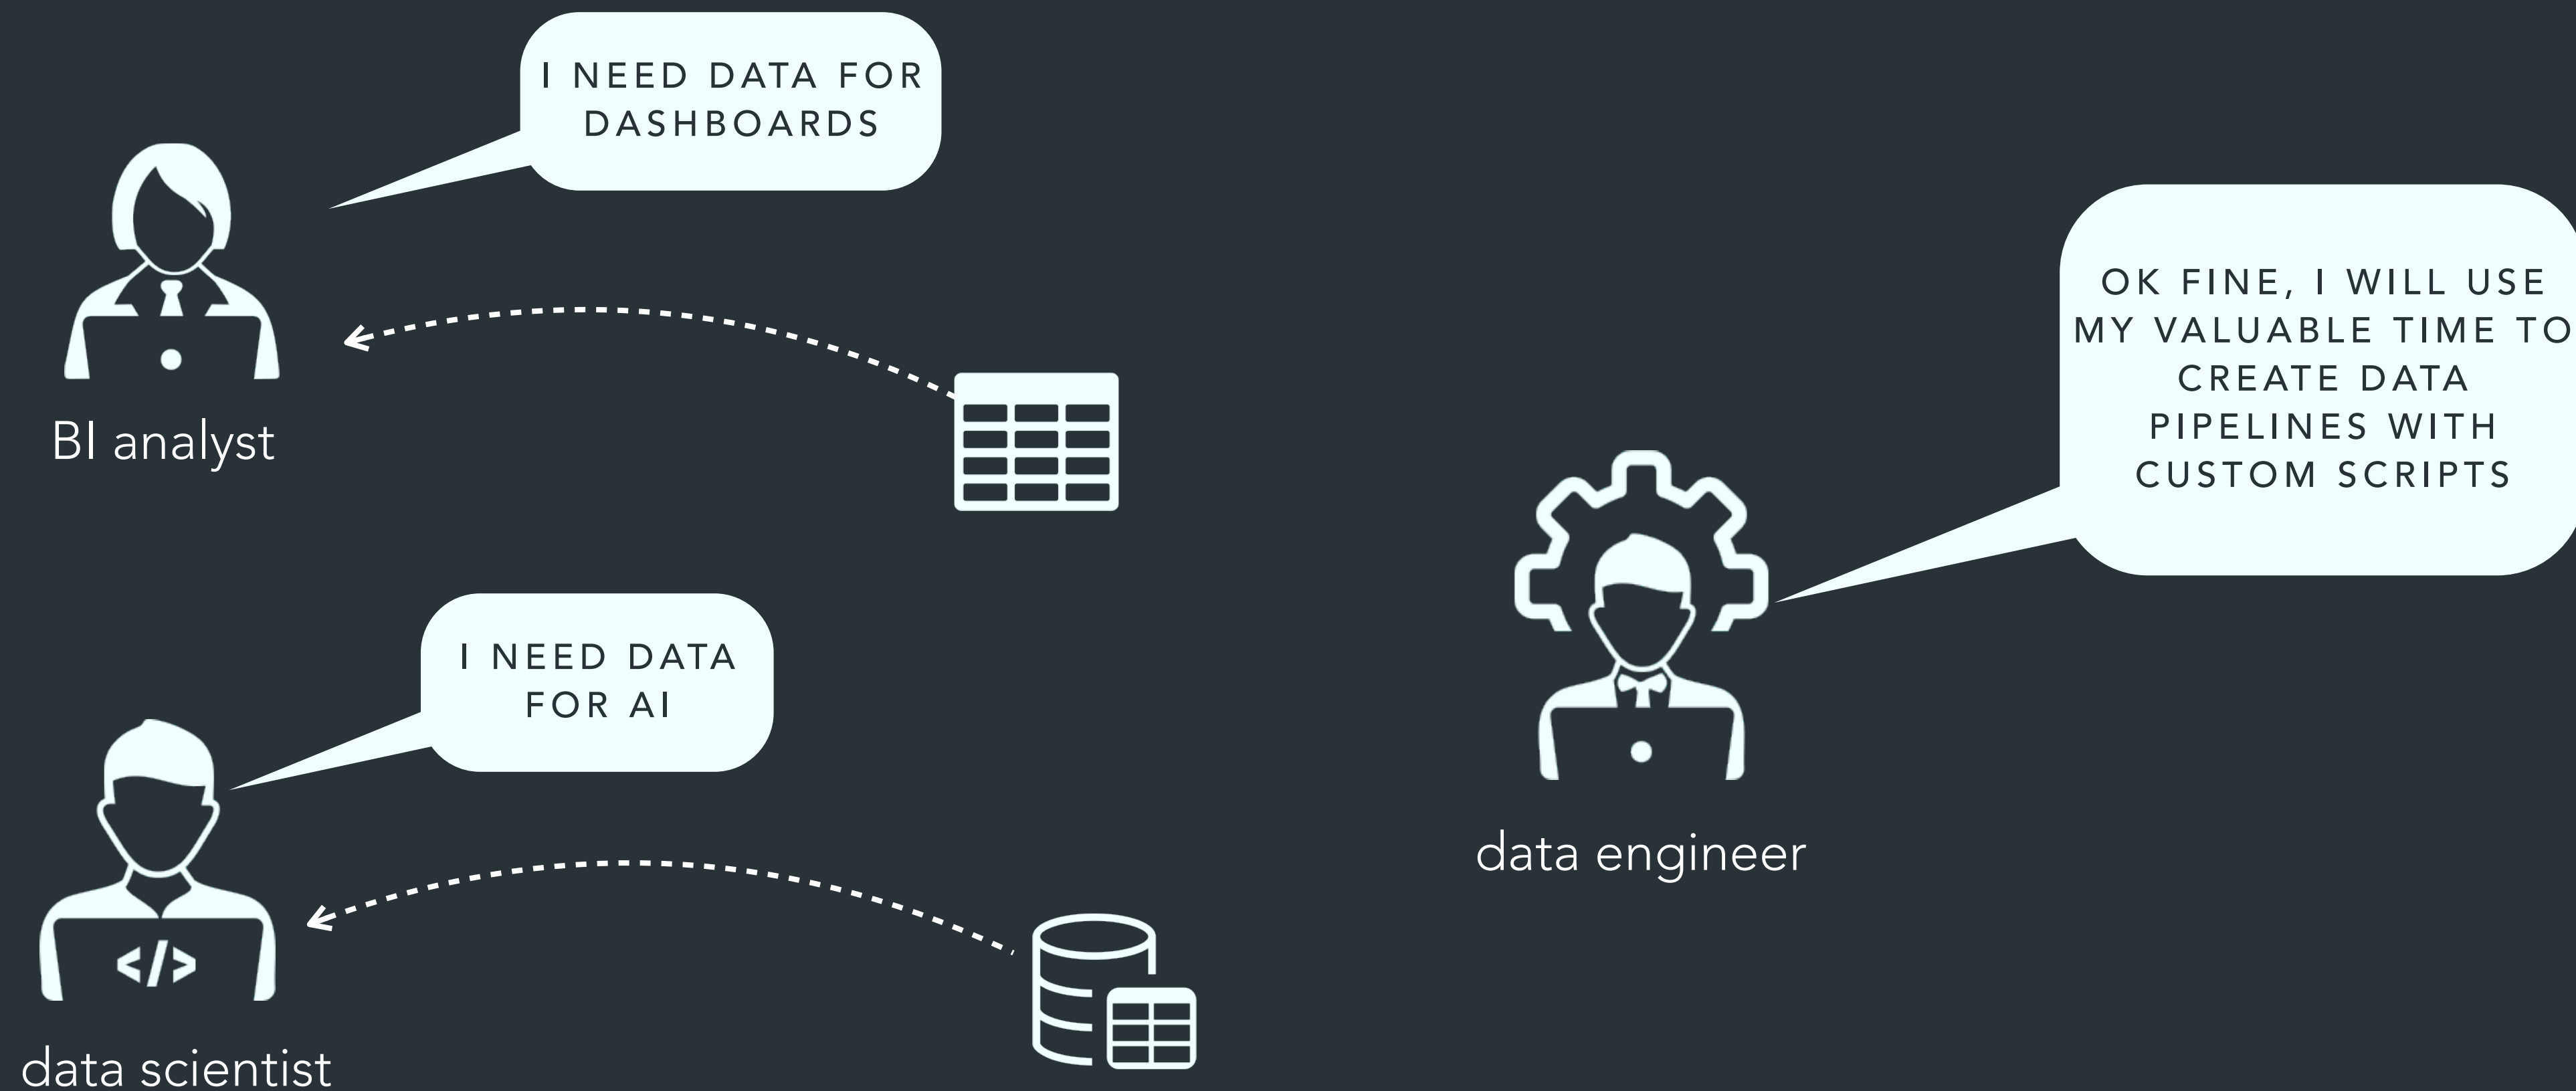 I NEED DATA FOR
DASHBOARDS
BI analyst
OK FINE, I WILL USE
MY VALUABLE TIME TO
CREATE DATA
PIPELINES WITH
CUSTOM SCRIPTS
I NEED DATA
FOR AI
</>
data scientist
data engineer